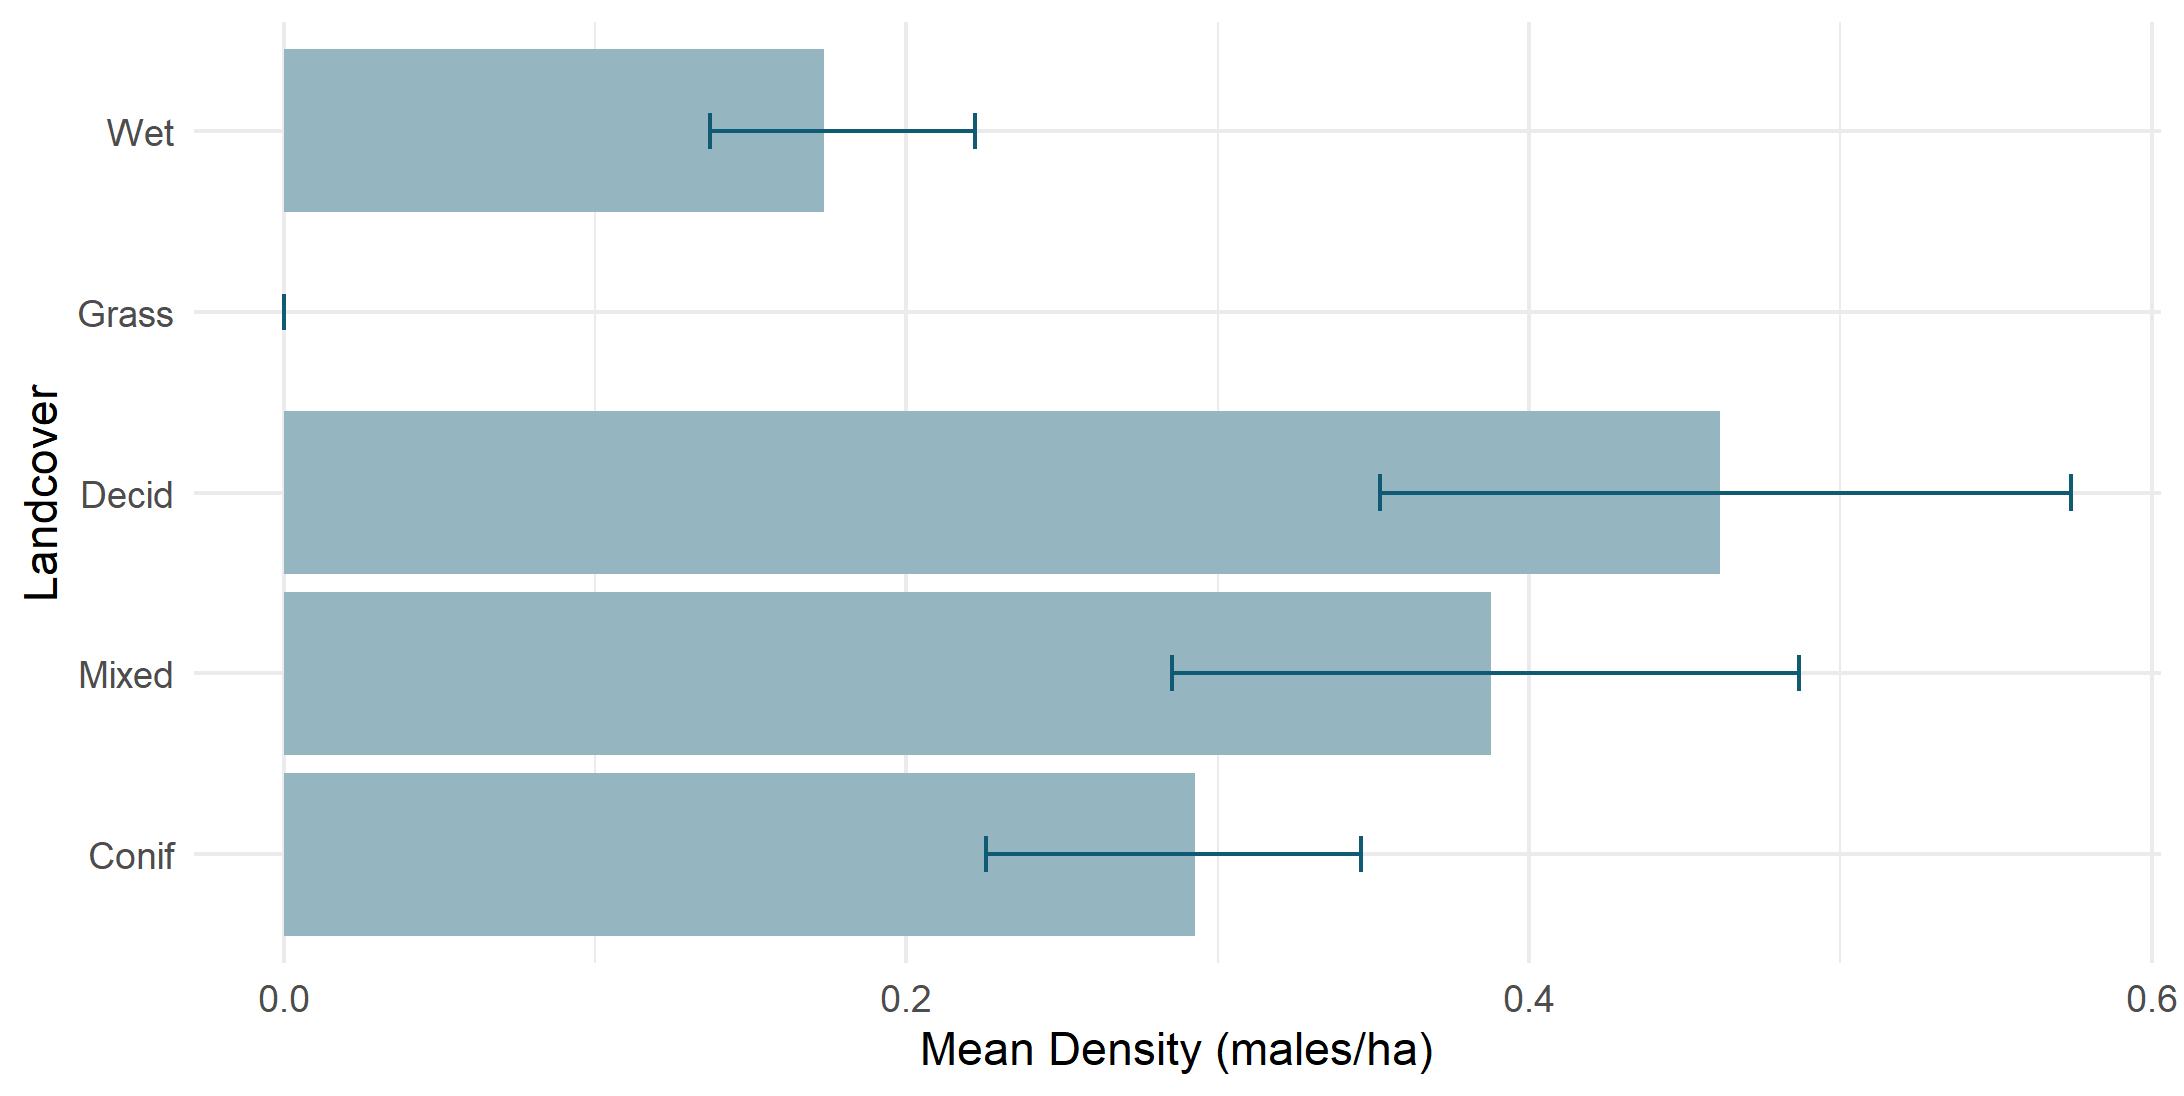 Landcover
Wet
Grass
Decid
Mixed
Conif
0.0 0.2 0.4 0.6
Mean Density (males/ha)